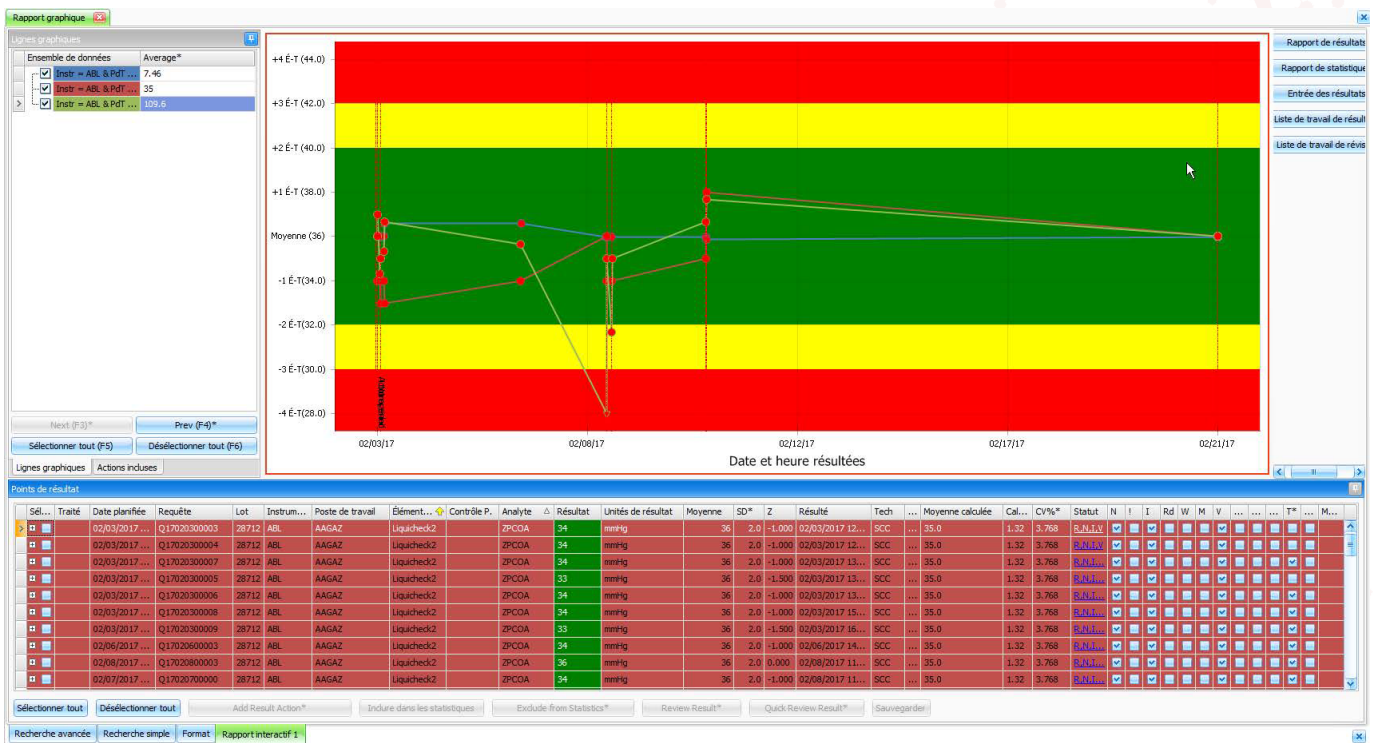 Rapport graphique
Lignes graphiques
Ensemble de données Average*
Instr = ABL & PdT ... 7.46
Instr = ABL & PdT ... 35
Instr = ABL & PdT ... 109.6
Next (F3)* Prev (F4)*
Sélectionner tout (F5) Désélectionner tout (F6)
Lignes graphiques Actions incluses
+4 É-T (44.0)
+3 É-T (42.0)
+2 É-T (40.0)
+1 É-T (38.0)
Moyenne (36)
-1 É-T(34.0)
-2 É-T(32.0)
-3 É-T(30.0)
-4 É-T(28.0)
02/03/17 02/08/17 02/12/17 02/17/17 02/21/17
Date et heure résultées
Rapport de résultats
Rapport de statistique
Entrée des résultats
Liste de travail de résult
Liste de travail de révis
Points de résultat
Sél... Traité Date planifiée Requête Lot Instrum... Poste de travail Élément... Contrôle P. Analyte Résultat Unités de résultat Moyenne SD* Z Résulté Tech ... Moyenne calculée Cal... CV%* Statut N ! I Rd W M V ... ... ... T* ... M...
02/03/2017 ... Q17020300003 28712 ABL AAGAZ Liquicheck2 ZPCOA 34 mmHg 36 2.0 -1.000 02/03/2017 12... SCC ... 35.0 1.32 3.768 R,N,I,V
02/03/2017 ... Q17020300004 28712 ABL AAGAZ Liquicheck2 ZPCOA 34 mmHg 36 2.0 -1.000 02/03/2017 12... SCC ... 35.0 1.32 3.768 R,N,I,V
02/03/2017 ... Q17020300007 28712 ABL AAGAZ Liquicheck2 ZPCOA 34 mmHg 36 2.0 -1.000 02/03/2017 13... SCC ... 35.0 1.32 3.768 R,N,I...
02/03/2017 ... Q17020300005 28712 ABL AAGAZ Liquicheck2 ZPCOA 33 mmHg 36 2.0 -1.500 02/03/2017 13... SCC ... 35.0 1.32 3.768 R,N,I...
02/03/2017 ... Q17020300006 28712 ABL AAGAZ Liquicheck2 ZPCOA 34 mmHg 36 2.0 -1.000 02/03/2017 13... SCC ... 35.0 1.32 3.768 R,N,I...
02/03/2017 ... Q17020300008 28712 ABL AAGAZ Liquicheck2 ZPCOA 34 mmHg 36 2.0 -1.000 02/03/2017 15... SCC ... 35.0 1.32 3.768 R,N,I...
02/03/2017 ... Q17020300009 28712 ABL AAGAZ Liquicheck2 ZPCOA 33 mmHg 36 2.0 -1.500 02/03/2017 16... SCC ... 35.0 1.32 3.768 R,N,I...
02/06/2017 ... Q17020600003 28712 ABL AAGAZ Liquicheck2 ZPCOA 34 mmHg 36 2.0 -1.000 02/06/2017 14... SCC ... 35.0 1.32 3.768 R,N,I...
02/08/2017 ... Q17020800003 28712 ABL AAGAZ Liquicheck2 ZPCOA 36 mmHg 36 2.0 0.000 02/08/2017 11... SCC ... 35.0 1.32 3.768 R,N,I...
02/07/2017 ... Q17020700000 28712 ABL AAGAZ Liquicheck2 ZPCOA 34 mmHg 36 2.0 -1.000 02/08/2017 11... SCC ... 35.0 1.32 3.768 R,N,I...
Sélectionner tout Désélectionner tout Add Result Action* Inclure dans les statistiques Exclude from Statistics* Review Result* Quick Review Result* Sauvegarder
Recherche avancée Recherche simple Format Rapport interactif 1